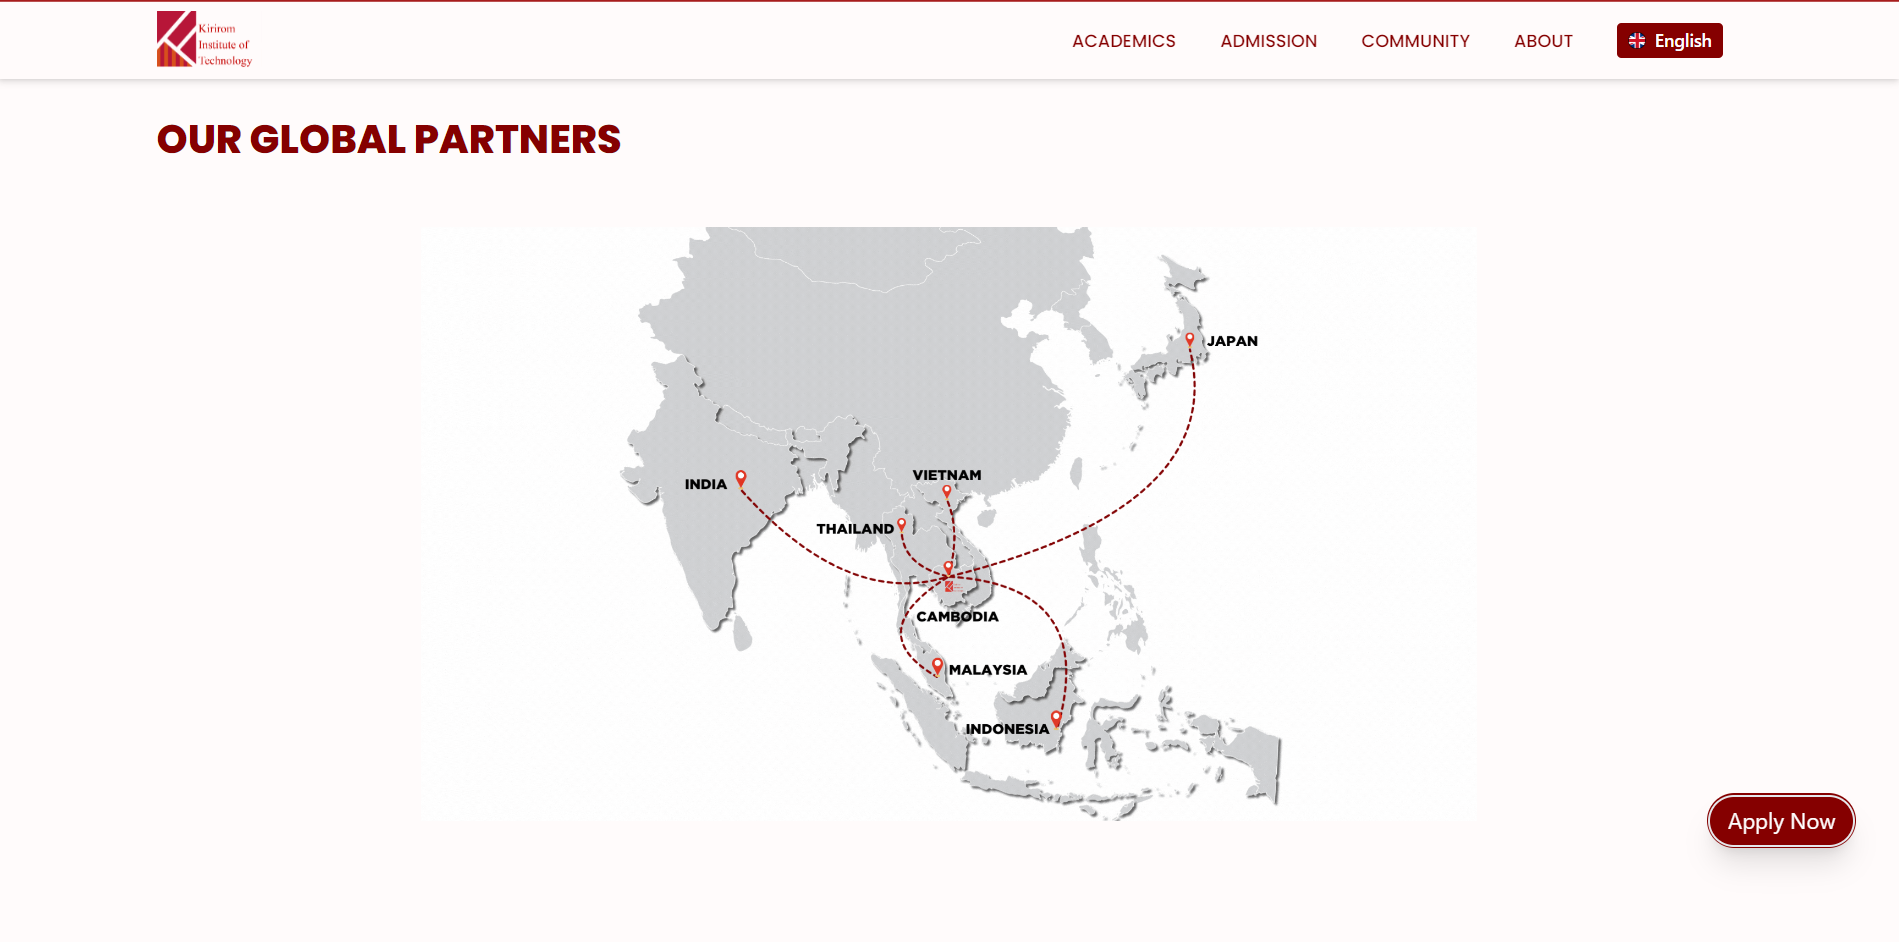 Kirirom
Institute of
Technology
ACADEMICS
ADMISSION
COMMUNITY
ABOUT
English
OUR GLOBAL PARTNERS
JAPAN
VIETNAM
INDIA
THAILAND
CAMBODIA
MALAYSIA
INDONESIA
Apply Now